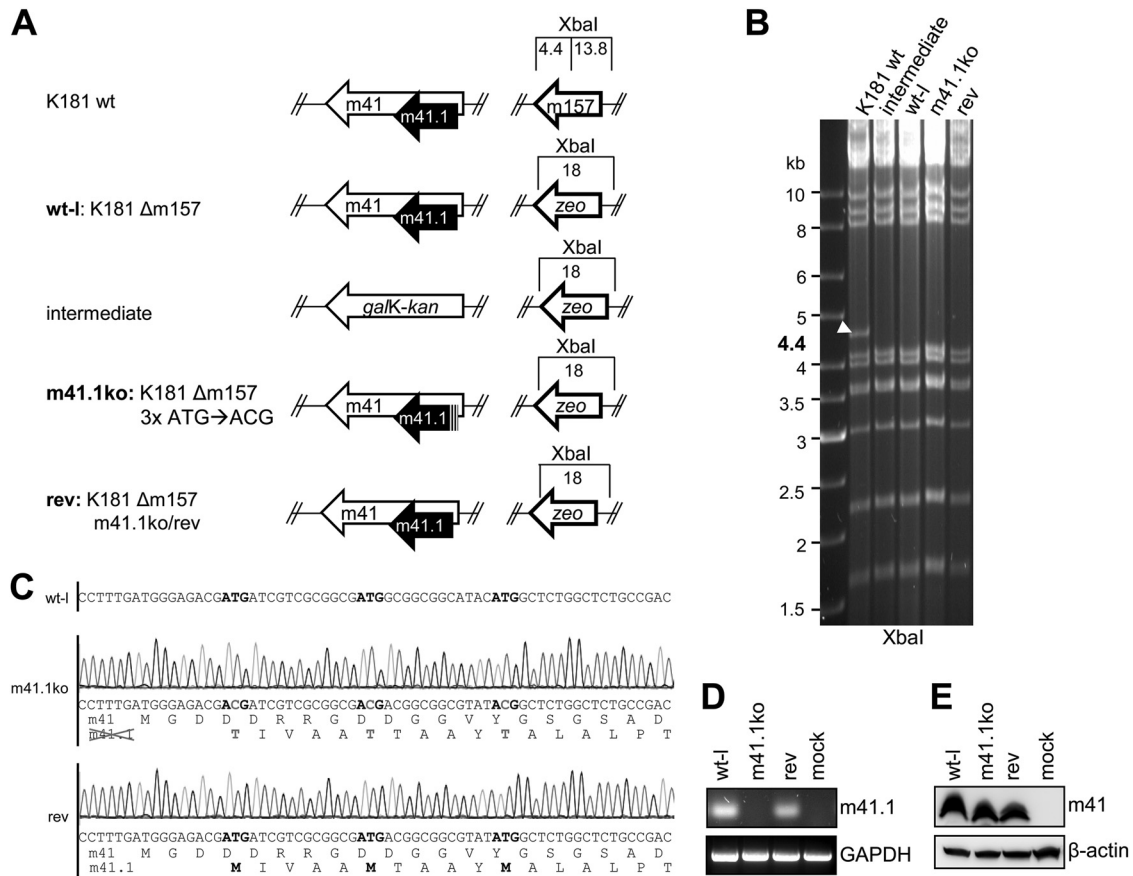 A
XbaI
4.4 13.8
K181 wt
m41
m41.1
m157
XbaI
18
wt-l: K181 Δm157
m41
m41.1
zeo
XbaI
18
intermediate
galK-kan
zeo
XbaI
18
m41.1ko: K181 Δm157
3x ATG→ACG
m41
m41.1
zeo
XbaI
18
rev: K181 Δm157
m41.1ko/rev
m41
m41.1
zeo
B
K181 wt
intermediate
wt-l
m41.1ko
rev
kb
10
8
6
5
4.4
4
3.5
3
2.5
2
1.5
XbaI
C
wt-l
CCTTTGATGGGAGACGATGATCGTCGCGGCGATGGCGGCGGCATACATGGCTCTGGCTCTGCCGAC
m41.1ko
CCTTTGATGGGAGACGACGATCGTCGCGGCGACGACGGCGGCGTATACGGCTCTGGCTCTGCCGAC
m41 M G D D D R R G D D G G V Y G S G S A D
m41.1 T I V A A T T A A Y T A L A L P T
rev
CCTTTGATGGGAGACGATGATCGTCGCGGCGATGACGGCGGCGTATATGGCTCTGGCTCTGCCGAC
m41 M G D D D R R G D D G G V Y G S G S A D
m41.1 M I V A A M T A A Y M A L A L P T
D
wt-l
m41.1ko
rev
mock
m41.1
GAPDH
E
wt-l
m41.1ko
rev
mock
m41
β-actin